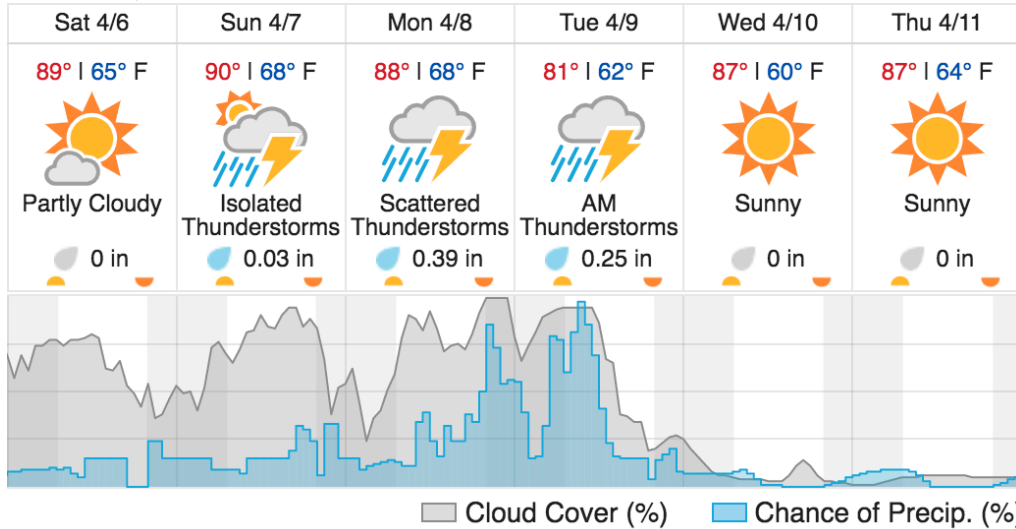 Sat 4/6 Sun 4/7 Mon 4/8 Tue 4/9 Wed 4/10 Thu 4/11
89° | 65° F 90° | 68° F 88° | 68° F 81° | 62° F 87° | 60° F 87° | 64° F
Partly Cloudy Isolated Thunderstorms Scattered Thunderstorms AM Thunderstorms Sunny Sunny
0 in 0.03 in 0.39 in 0.25 in 0 in 0 in
Cloud Cover (%) Chance of Precip. (%)